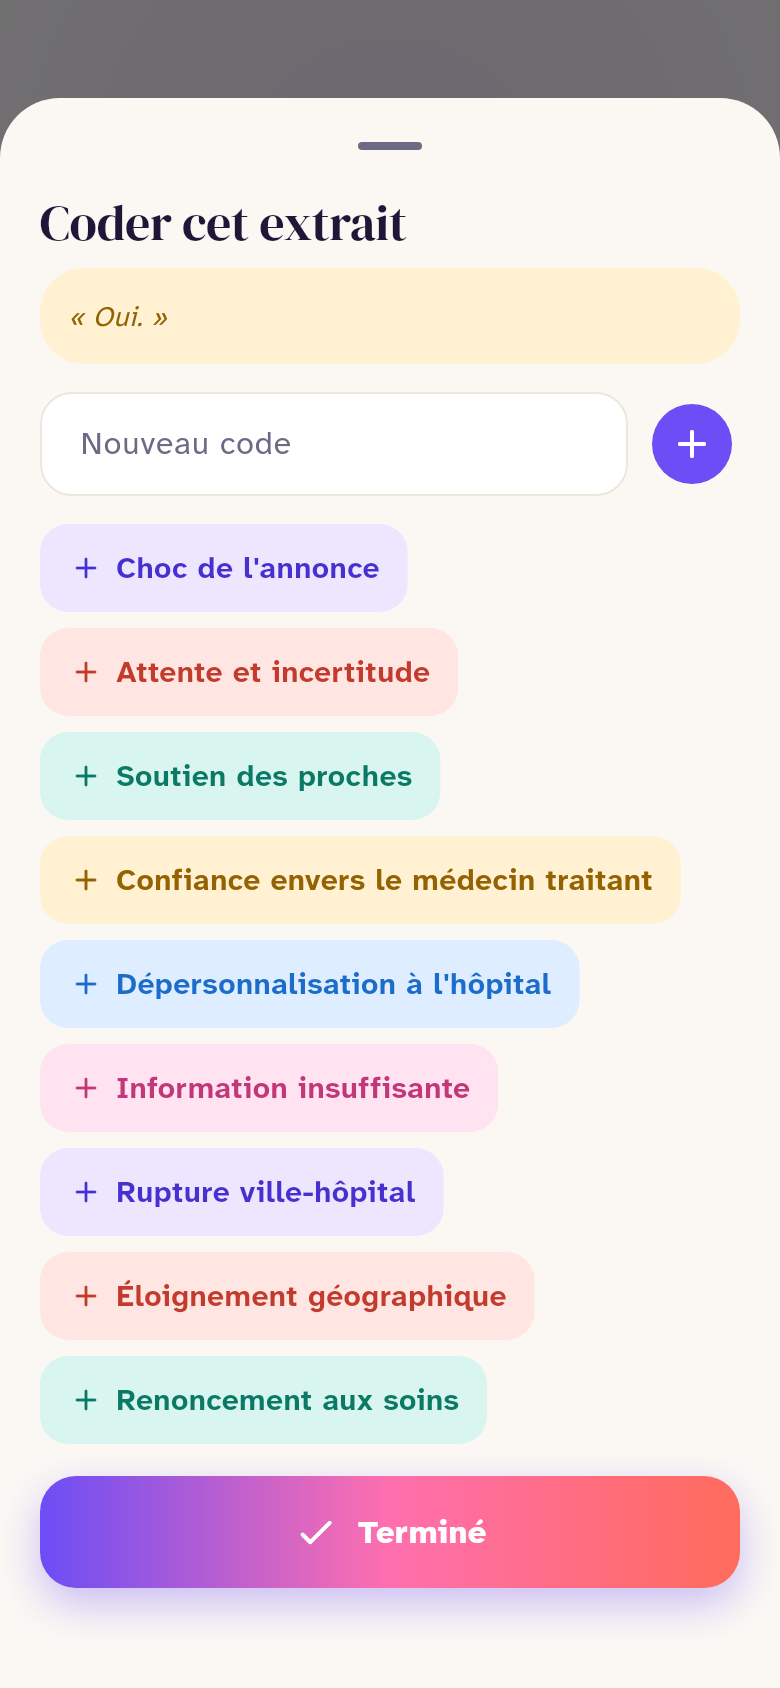 Coder cet extrait
« Oui. »
Nouveau code
+
+ Choc de l'annonce
+ Attente et incertitude
+ Soutien des proches
+ Confiance envers le médecin traitant
+ Dépersonnalisation à l'hôpital
+ Information insuffisante
+ Rupture ville-hôpital
+ Éloignement géographique
+ Renoncement aux soins
Terminé